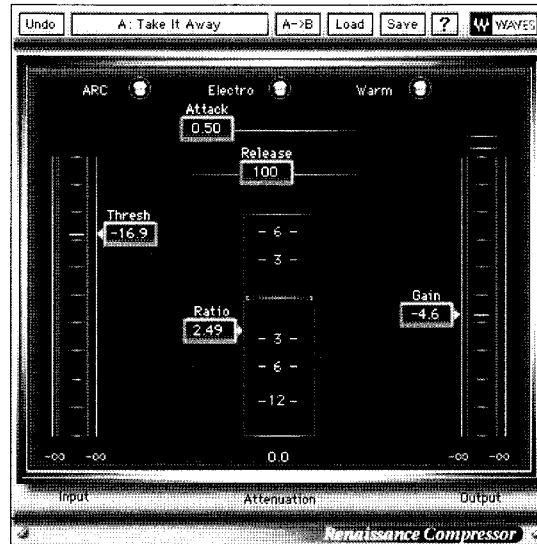 Undo A: Take It Away A->B Load Save ? WAVES
ARC Electro Warm
Attack
0.50
Release
100
Thresh
-16.9
- 6 -
- 3 -
Gain
-4.6
Ratio
2.49
- 3 -
- 6 -
-12-
-∞ -∞ 0.0 -∞ -∞
Input Attenuation Output
Renaissance Compressor